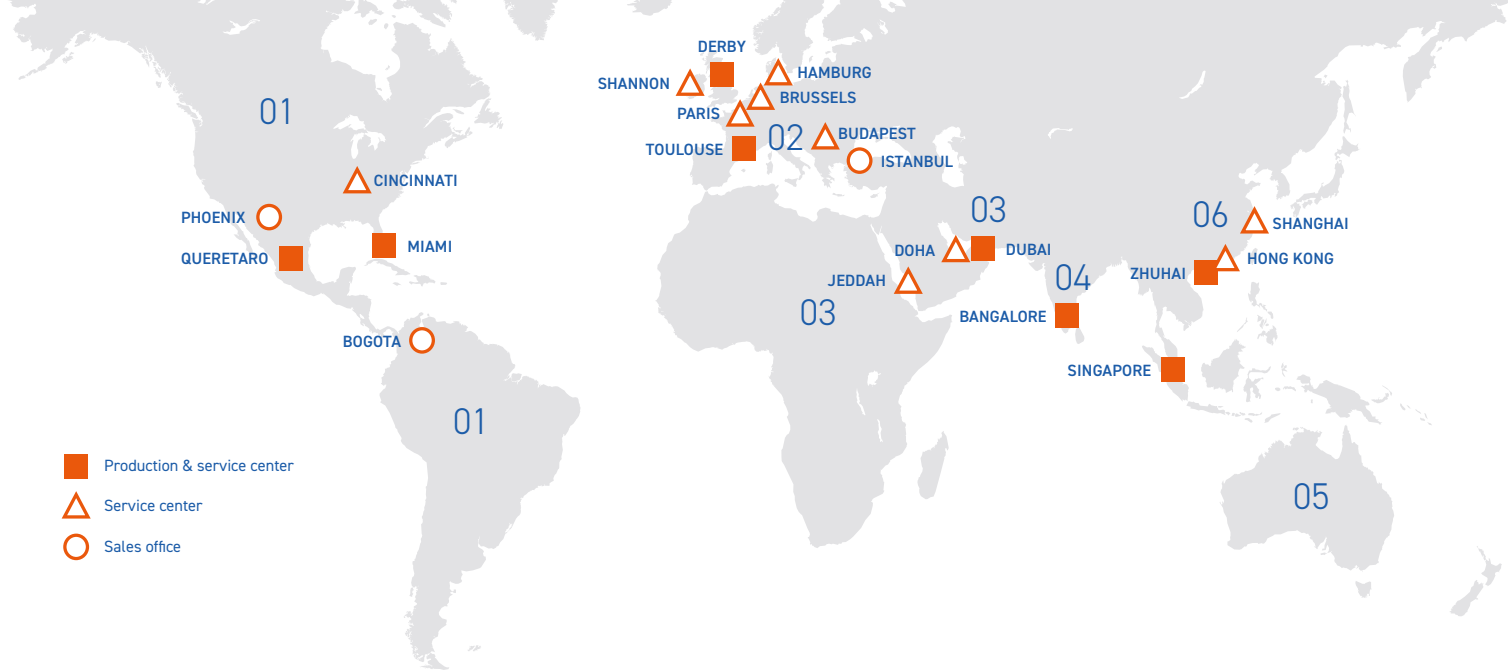 DERBY
SHANNON
HAMBURG
BRUSSELS
PARIS
01
02
BUDAPEST
TOULOUSE
ISTANBUL
CINCINNATI
PHOENIX
MIAMI
QUERETARO
03
06
SHANGHAI
DOHA
DUBAI
HONG KONG
ZHUHAI
JEDDAH
04
03
BANGALORE
BOGOTA
SINGAPORE
01
05
Production & service center
Service center
Sales office